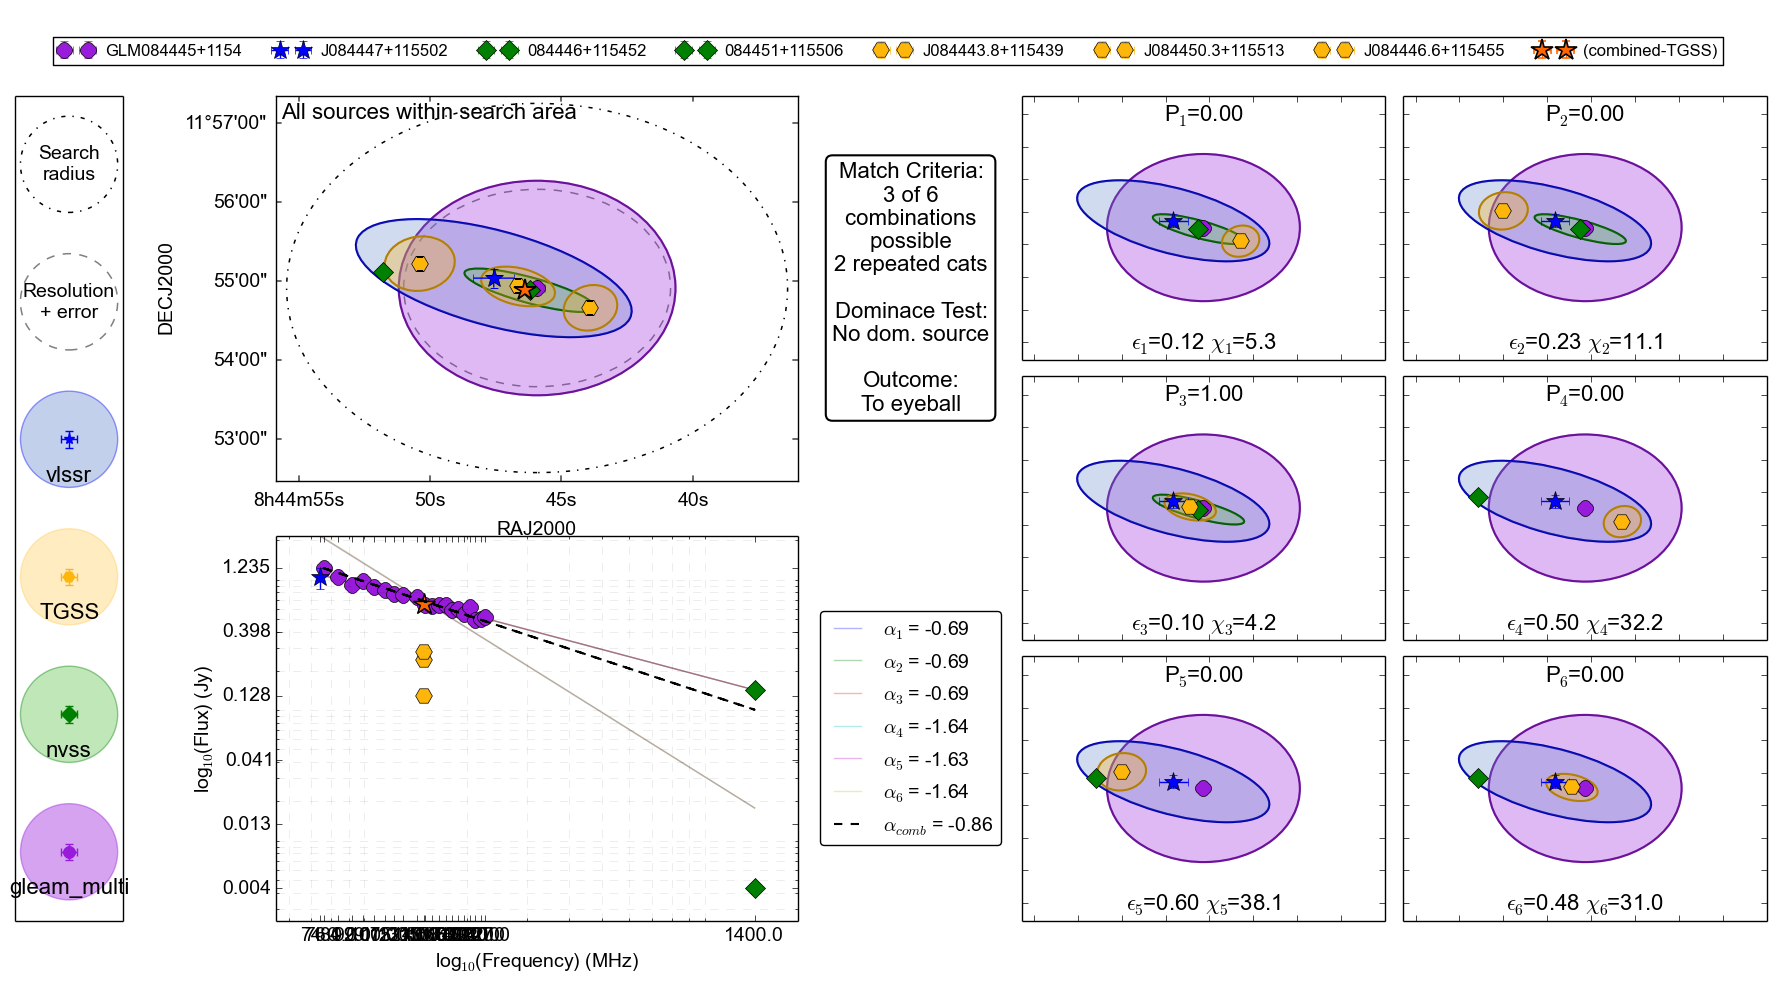 GLM084445+1154 J084447+115502 084446+115452 084451+115506 J084443.8+115439 J084450.3+115513 J084446.6+115455 (combined-TGSS)
Search
radius
Resolution
+ error
vlssr
TGSS
nvss
gleam_multi
All sources within search area
DECJ2000
11°57'00"
56'00"
55'00"
54'00"
53'00"
8h44m55s 50s 45s 40s
RAJ2000
Match Criteria:
3 of 6
combinations
possible
2 repeated cats
Dominace Test:
No dom. source
Outcome:
To eyeball
log10(Flux) (Jy)
1.235
0.398
0.128
0.041
0.013
0.004
1400.0
log10(Frequency) (MHz)
α1 = -0.69
α2 = -0.69
α3 = -0.69
α4 = -1.64
α5 = -1.63
α6 = -1.64
αcomb = -0.86
P1=0.00
ϵ1=0.12 χ1=5.3
P2=0.00
ϵ2=0.23 χ2=11.1
P3=1.00
ϵ3=0.10 χ3=4.2
P4=0.00
ϵ4=0.50 χ4=32.2
P5=0.00
ϵ5=0.60 χ5=38.1
P6=0.00
ϵ6=0.48 χ6=31.0